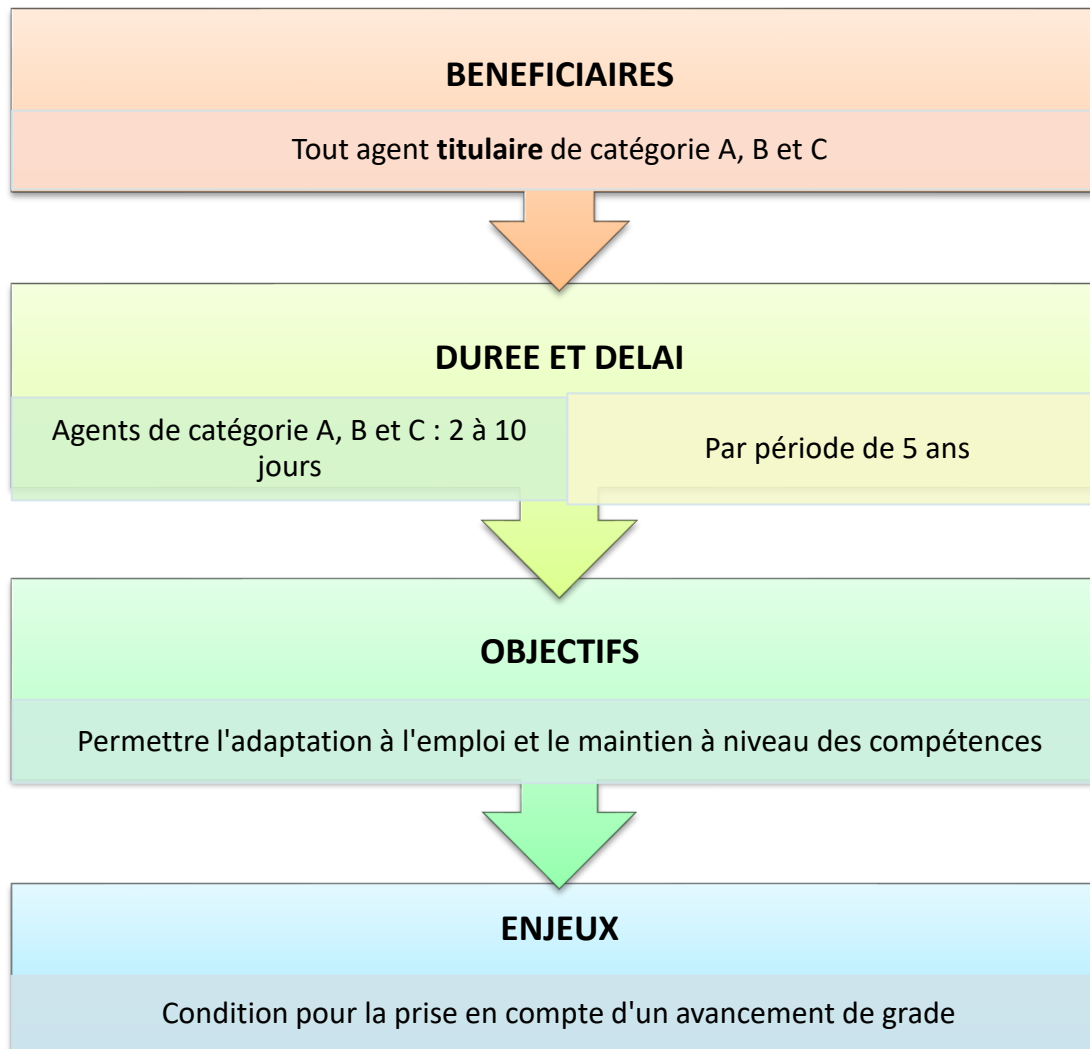 BENEFICIAIRES
Tout agent titulaire de catégorie A, B et C
DUREE ET DELAI
Agents de catégorie A, B et C : 2 à 10
jours
Par période de 5 ans
OBJECTIFS
Permettre l'adaptation à l'emploi et le maintien à niveau des compétences
ENJEUX
Condition pour la prise en compte d'un avancement de grade